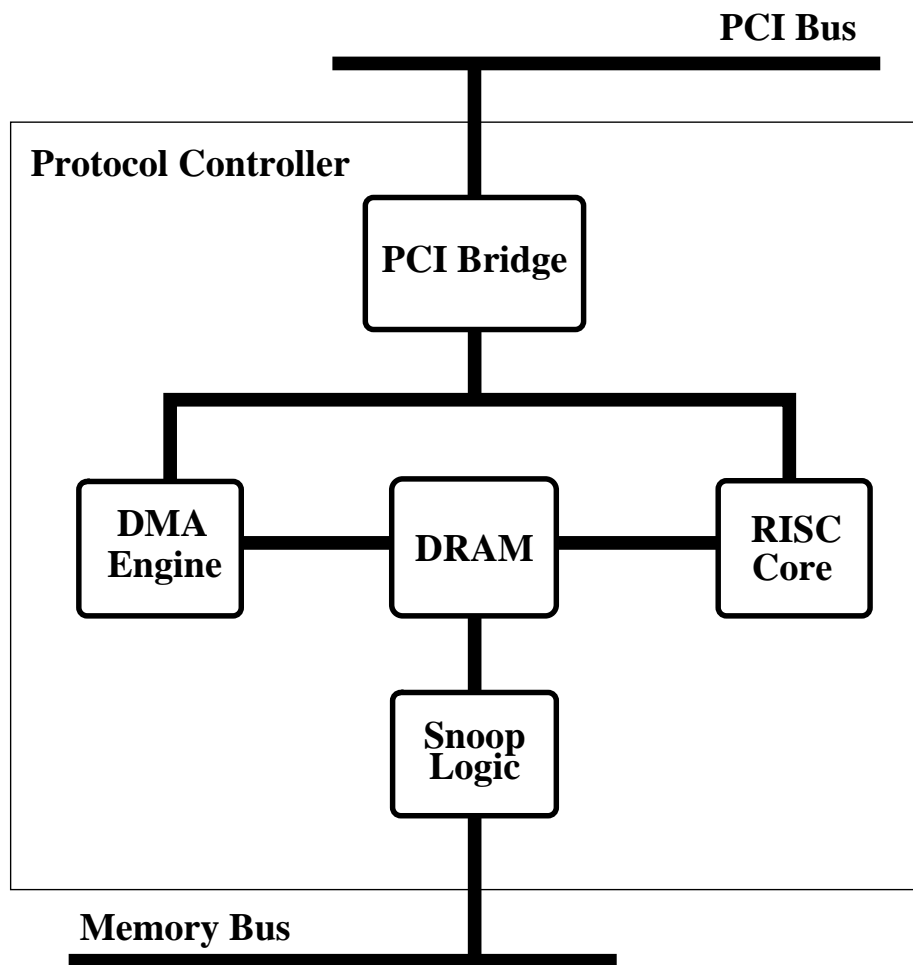 PCI Bus
Protocol Controller
PCI Bridge
DMA
Engine
DRAM
RISC
Core
Snoop
Logic
Memory Bus